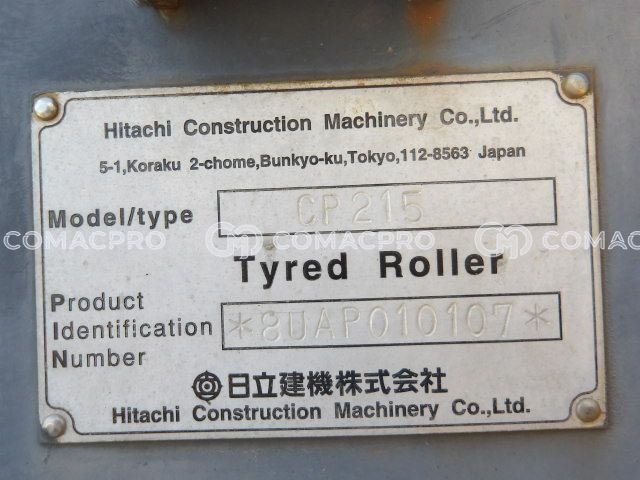 Hitachi Construction Machinery Co.,Ltd.
5-1,Koraku 2-chome,Bunkyo-ku,Tokyo,112-8563 Japan
Model/type CP215
COMACPRO COMACPRO COMACPRO
Tyred Roller
Product
Identification *8UAP010107*
Number
日立建機株式会社
Hitachi Construction Machinery Co.,Ltd.